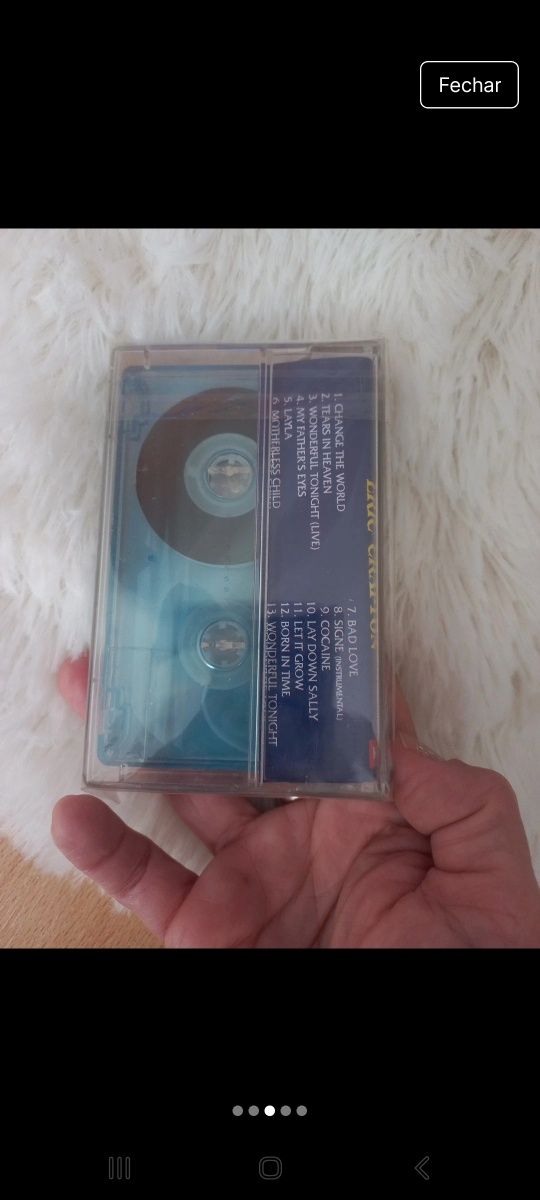 Fechar
ERIC CLAPTON
1. CHANGE THE WORLD
2. TEARS IN HEAVEN
3. WONDERFUL TONIGHT (LIVE)
4. MY FATHER'S EYES
5. LAYLA
6. MOTHERLESS CHILD
7. BAD LOVE
8. SIGNE (INSTRUMENTAL)
9. COCAINE
10. LAY DOWN SALLY
11. LET IT GROW
12. BORN IN TIME
13. WONDERFUL TONIGHT